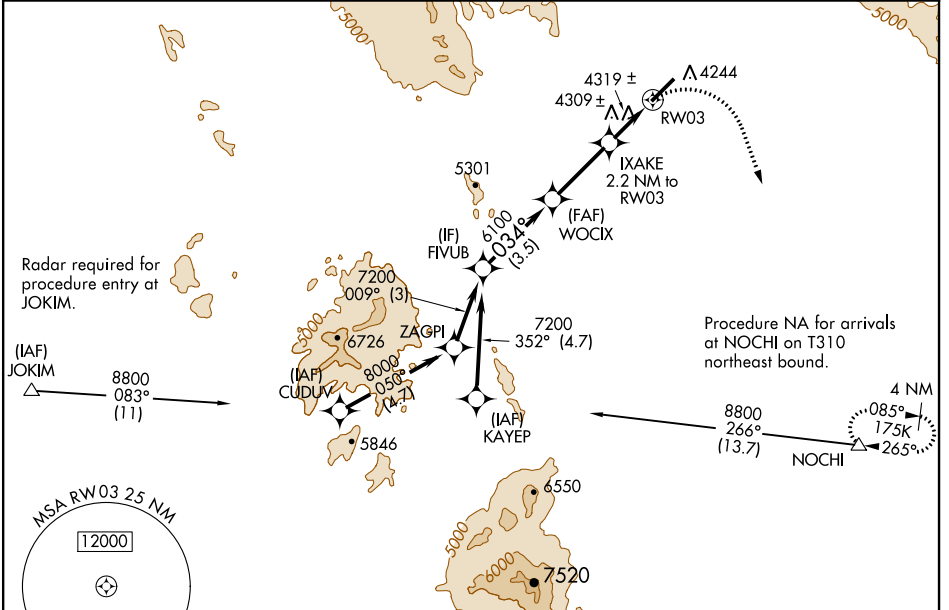 5000
5000
4319 ±
4309 ±
4244
RW03
IXAKE
2.2 NM to
RW03
5301
(FAF)
WOCIX
6100
034°
(3.5)
(IF)
FIVUB
Radar required for
procedure entry at
JOKIM.
7200
009° (3)
5000
6726
ZAGPI
7200
352° (4.7)
Procedure NA for arrivals
at NOCHI on T310
northeast bound.
(IAF)
JOKIM
8800
083°
(11)
(IAF)
CUDUV
8000
050°
(4.7)
(IAF)
KAYEP
8800
266°
(13.7)
NOCHI
4 NM
085°
175K
265°
5846
6550
5000
6000
7520
MSA RW03 25 NM
12000